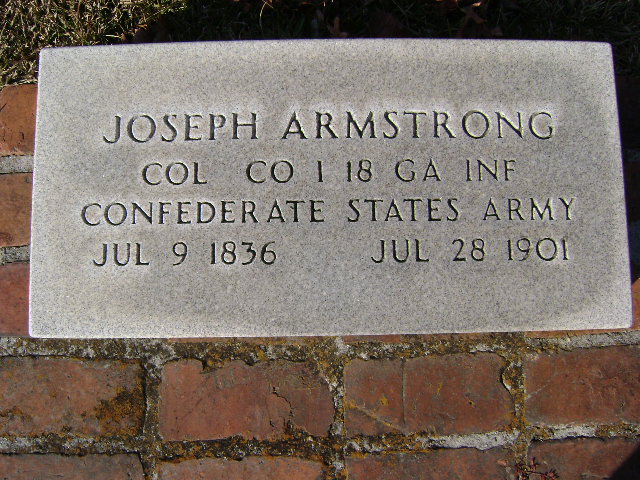 JOSEPH ARMSTRONG
COL CO I 18 GA INF
CONFEDERATE STATES ARMY
JUL 9 1836 JUL 28 1901